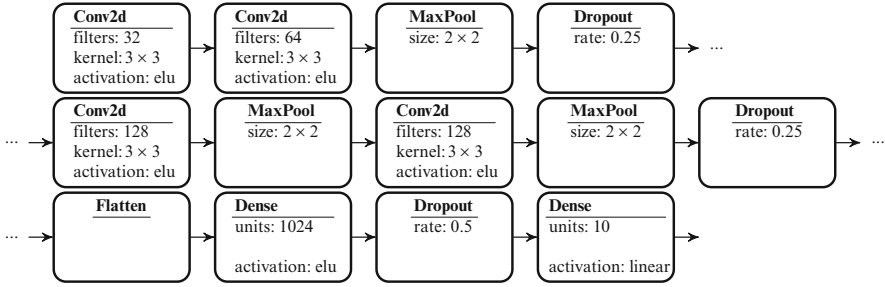 Conv2d
filters: 32
kernel: 3 × 3
activation: elu
Conv2d
filters: 64
kernel: 3 × 3
activation: elu
MaxPool
size: 2 × 2
Dropout
rate: 0.25
...
...
Conv2d
filters: 128
kernel: 3 × 3
activation: elu
MaxPool
size: 2 × 2
Conv2d
filters: 128
kernel: 3 × 3
activation: elu
MaxPool
size: 2 × 2
Dropout
rate: 0.25
...
...
Flatten
Dense
units: 1024
activation: elu
Dropout
rate: 0.5
Dense
units: 10
activation: linear